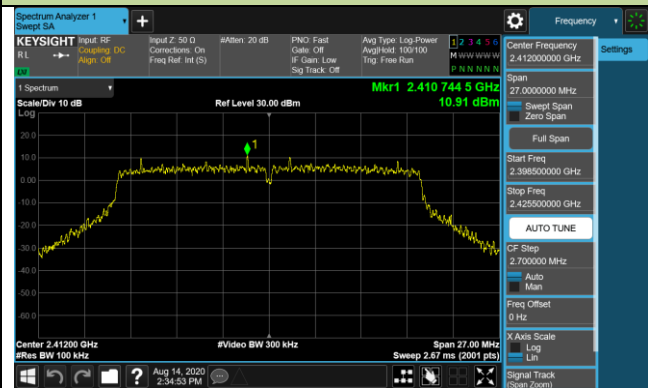 Spectrum Analyzer 1
Swept SA
Frequency
KEYSIGHT
RL
Input: RF
Coupling: DC
Align: Off
Input Z: 50 Ω
Corrections: On
Freq Ref: Int (S)
#Atten: 20 dB
PNO: Fast
Gate: Off
IF Gain: Low
Sig Track: Off
Avg Type: Log-Power
Avg|Hold: 100/100
Trig: Free Run
1 2 3 4 5 6
M W W W W W
P N N N N N
1 Spectrum
Scale/Div 10 dB
Log
Ref Level 30.00 dBm
Mkr1 2.410 744 5 GHz
10.91 dBm
1
20.0
10.0
0.00
-10.0
-20.0
-30.0
-40.0
-50.0
-60.0
Center 2.41200 GHz
#Res BW 100 kHz
#Video BW 300 kHz
Span 27.00 MHz
Sweep 2.67 ms (2001 pts)
Aug 14, 2020
2:34:53 PM
Center Frequency
2.412000000 GHz
Settings
Span
27.0000000 MHz
Swept Span
Zero Span
Full Span
Start Freq
2.398500000 GHz
Stop Freq
2.425500000 GHz
AUTO TUNE
CF Step
2.700000 MHz
Auto
Man
Freq Offset
0 Hz
X Axis Scale
Log
Lin
Signal Track
(Span Zoom)